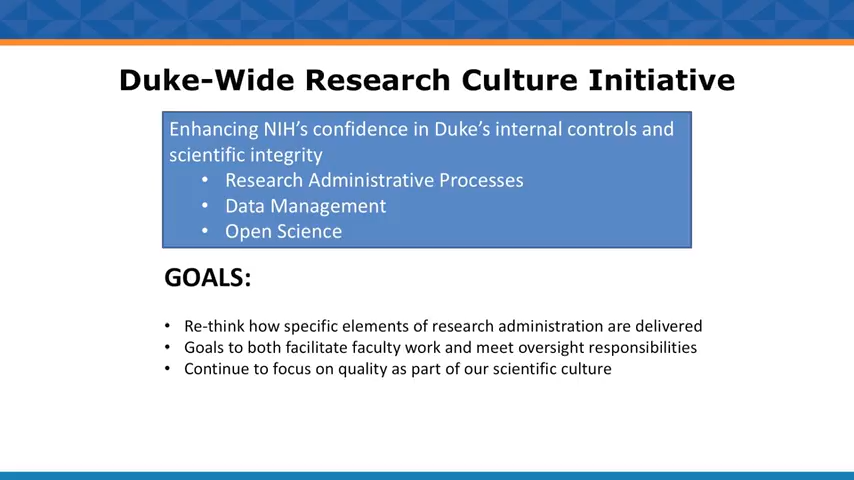 Duke-Wide Research Culture Initiative
Enhancing NIH’s confidence in Duke’s internal controls and
scientific integrity
• Research Administrative Processes
• Data Management
• Open Science
GOALS:
• Re-think how specific elements of research administration are delivered
• Goals to both facilitate faculty work and meet oversight responsibilities
• Continue to focus on quality as part of our scientific culture